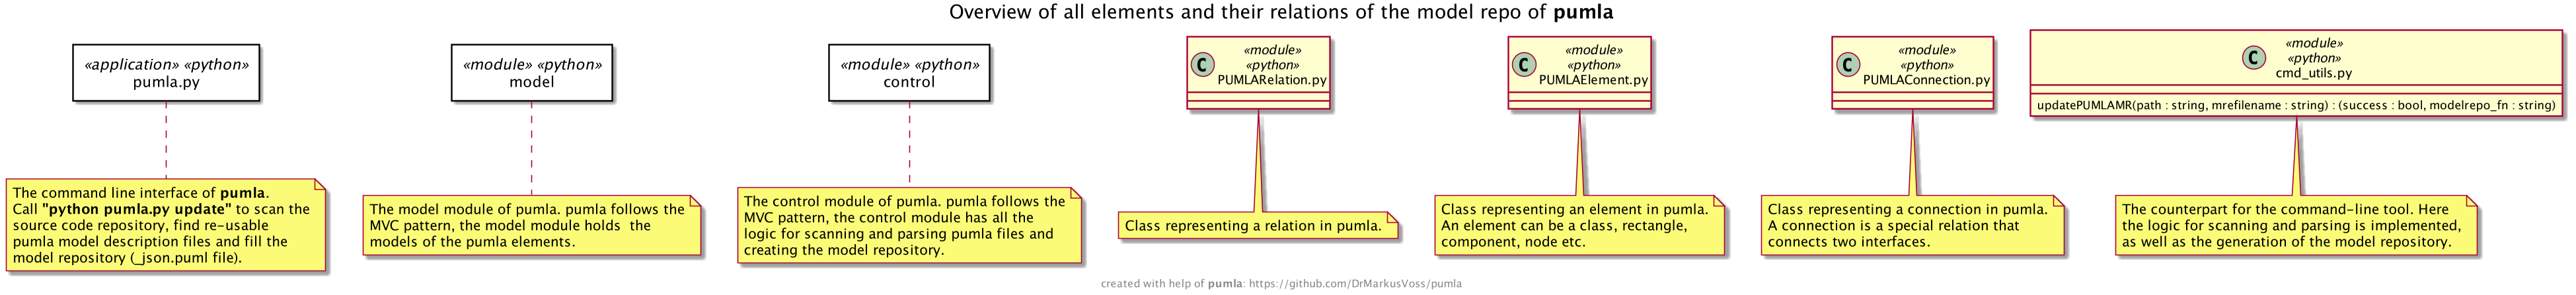 Overview of all elements and their relations of the model repo of pumla
«application» «python»
pumla.py
The command line interface of pumla.
Call "python pumla.py update" to scan the
source code repository, find re-usable
pumla model description files and fill the
model repository (_json.puml file).
«module» «python»
model
The model module of pumla. pumla follows the
MVC pattern, the model module holds  the
models of the pumla elements.
«module» «python»
control
The control module of pumla. pumla follows the
MVC pattern, the control module has all the
logic for scanning and parsing pumla files and
creating the model repository.
C
«module»
«python»
PUMLARelation.py
Class representing a relation in pumla.
C
«module»
«python»
PUMLAElement.py
Class representing an element in pumla.
An element can be a class, rectangle,
component, node etc.
C
«module»
«python»
PUMLAConnection.py
Class representing a connection in pumla.
A connection is a special relation that
connects two interfaces.
C
«module»
«python»
cmd_utils.py
updatePUMLAMR(path : string, mrefilename : string) : (success : bool, modelrepo_fn : string)
The counterpart for the command-line tool. Here
the logic for scanning and parsing is implemented,
as well as the generation of the model repository.
created with help of pumla: https://github.com/DrMarkusVoss/pumla